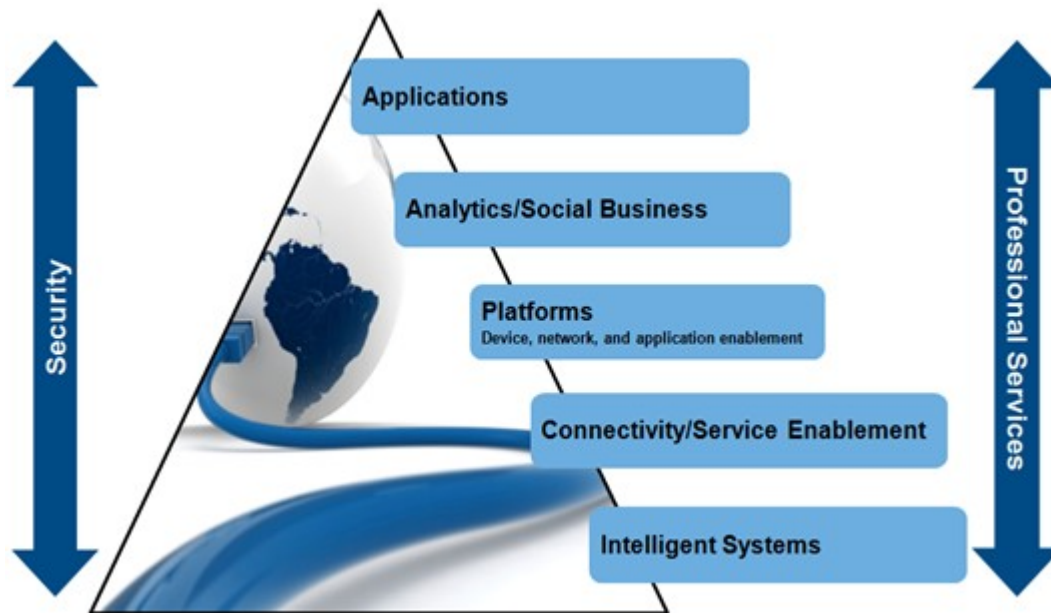 Security
Applications
Analytics/Social Business
Platforms
Device, network, and application enablement
Connectivity/Service Enablement
Intelligent Systems
Professional Services